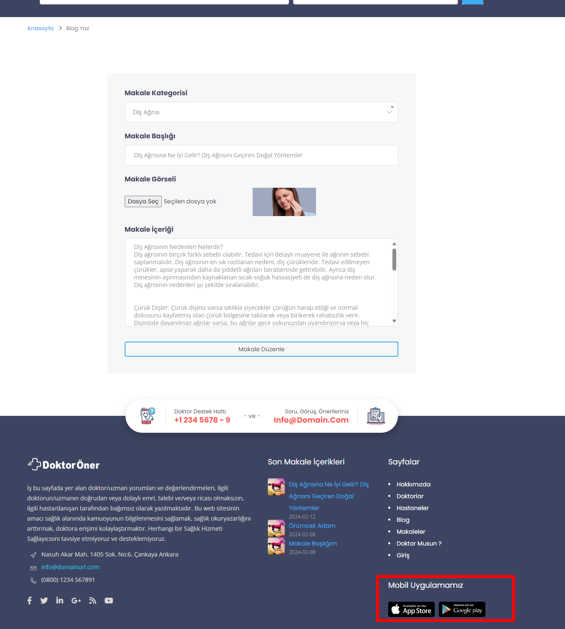 Anasayfa > Blog Yaz
Makale Kategorisi
Diş Ağrısı
Makale Başlığı
Diş Ağrısına Ne İyi Gelir? Diş Ağrısını Geçiren Doğal Yöntemler
Makale Görseli
Dosya Seç Seçilen dosya yok
Makale İçeriği
Diş Ağrısının Nedenleri Nelerdir?
Diş ağrısının birçok farklı sebebi olabilir. Tedavi için detaylı muayene ile ağrının sebebi
saptanmalıdır. Diş ağrısının en sık rastlanan nedeni, diş çürükleridir. Tedavi edilmeyen
çürükler, apse yaparak daha da şiddetli ağrıları beraberinde getirebilir. Ayrıca diş
minesinin aşınmasından kaynaklanan sıcak-soğuk hassasiyeti de diş ağrısına neden olur.
Diş ağrısının nedenleri şu şekilde sıralanabilir:
Çürük Dişler: Çürük dişiniz varsa sıklıkla yiyecekler çürüğün harap ettiği ve normal
dokusunu kaybetmiş olan çürük bölgesine takılarak veya birikerek rahatsızlık verir.
Dişinizde dayanılmaz ağrılar varsa, bu ağrılar gece uykunuzdan uyandırıyorsa veya hiç
Makale Düzenle
Doktor Destek Hattı
+1 234 5678 - 9
- ve -
Soru, Görüş, Önerileriniz
Info@Domain.Com
Doktor Öner
İş bu sayfada yer alan doktor/uzman yorumları ve değerlendirmeleri, ilgili
doktorun/uzmanın doğrudan veya dolaylı emri, talebi ve/veya ricası olmaksızın,
ilgili hasta/danışan tarafından bağımsız olarak yazılmaktadır. Bu web sitesinin
amacı sağlık alanında kamuoyunun bilgilenmesini sağlamak, sağlık okuryazarlığını
arttırmak, doktora erişimi kolaylaştırmaktır. Herhangi bir Sağlık Hizmeti
Sağlayıcısını tavsiye etmiyoruz ve desteklemiyoruz.
Nasuh Akar Mah. 1405 Sok. No:6, Çankaya Ankara
info@domainurl.com
(0800) 1234 567891
Son Makale İçerikleri
Diş Ağrısına Ne İyi Gelir? Diş
Ağrısını Geçiren Doğal
Yöntemler
2024-02-12
Örümcek Adam
2024-02-08
Makale Başlığım
2024-02-08
Sayfalar
Hakkımızda
Doktorlar
Hastaneler
Blog
Makaleler
Doktor Musun ?
Giriş
Mobil Uygulamamız
Available on the
App Store
Google play